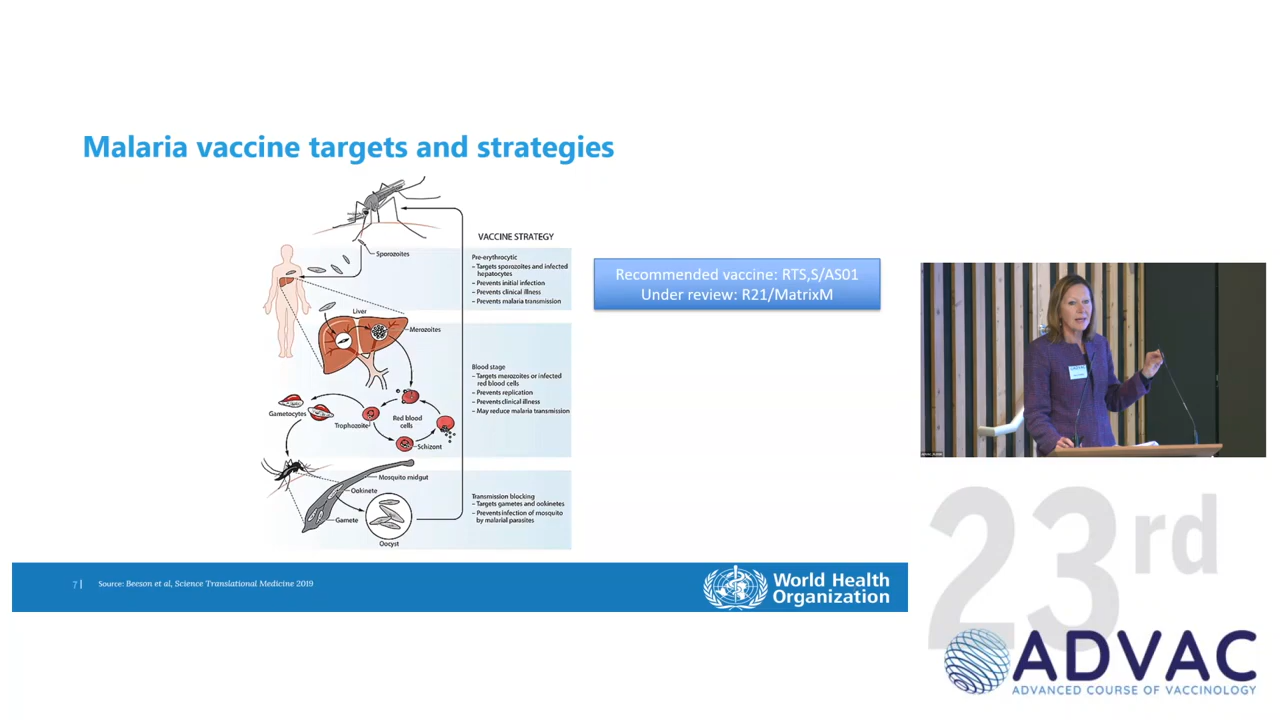 Malaria vaccine targets and strategies
VACCINE STRATEGY
Sporozoites
Pre-erythrocytic
– Targets sporozoites and infected
hepatocytes
– Prevents initial infection
– Prevents clinical illness
– Prevents malaria transmission
Recommended vaccine: RTS,S/AS01
Under review: R21/MatrixM
Liver
Merozoites
Blood stage
– Targets merozoites or infected
red blood cells
– Prevents replication
– Prevents clinical illness
– May reduce malaria transmission
Gametocytes
Trophozoite
Red blood
cells
Schizont
Mosquito midgut
Ookinete
Gamete
Oocyst
Transmission blocking
– Targets gametes and ookinetes
– Prevents infection of mosquito
by malarial parasites
7 |
Source: Beeson et al, Science Translational Medicine 2019
World Health
Organization
23rd
ADVAC
ADVANCED COURSE OF VACCINOLOGY